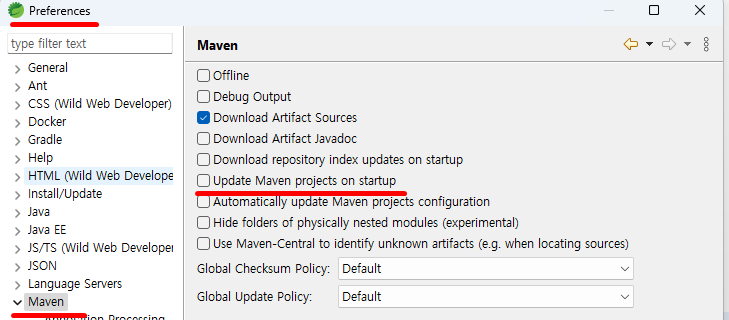 Preferences
type filter text
General
Ant
CSS (Wild Web Developer)
Docker
Gradle
Help
HTML (Wild Web Develope
Install/Update
Java
Java EE
JS/TS (Wild Web Develope
JSON
Language Servers
Maven
Annotation Processing
Maven
Offline
Debug Output
Download Artifact Sources
Download Artifact Javadoc
Download repository index updates on startup
Update Maven projects on startup
Automatically update Maven projects configuration
Hide folders of physically nested modules (experimental)
Use Maven-Central to identify unknown artifacts (e.g. when locating sources)
Global Checksum Policy: Default
Global Update Policy: Default